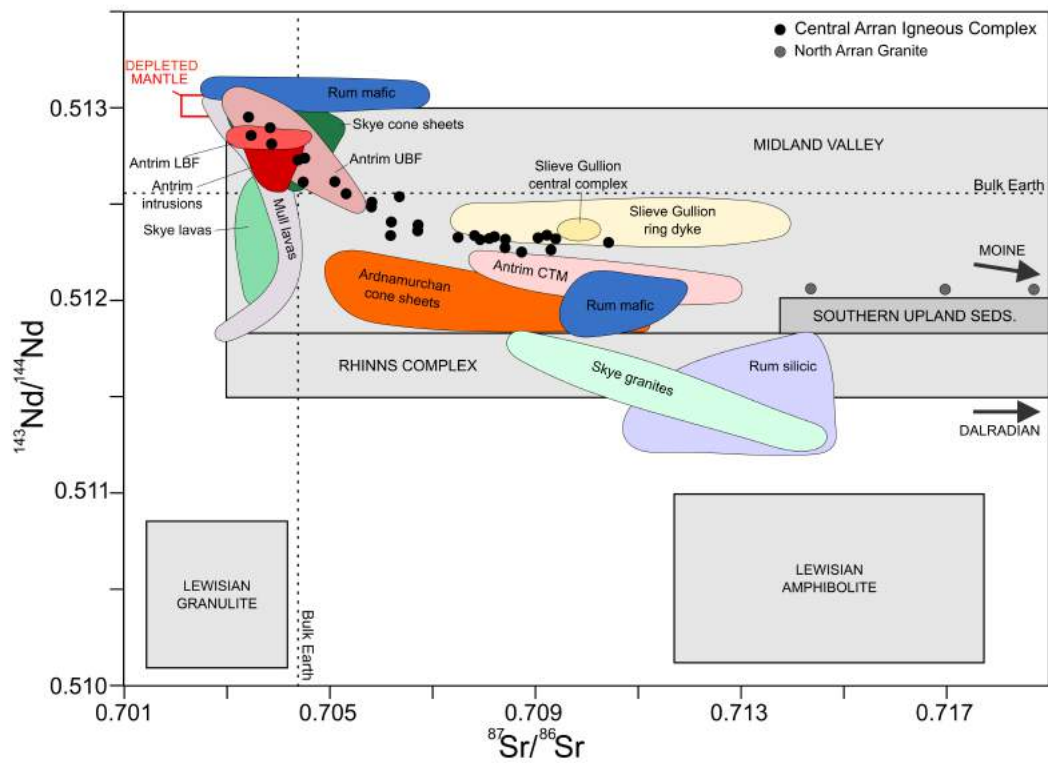 Central Arran Igneous Complex
North Arran Granite
DEPLETED
MANTLE
Rum mafic
0.513
Skye cone sheets
MIDLAND
VALLEY
Antrim LBF
Antrim UBF
Slieve Gullion
central complex
Antrim
intrusions
Bulk Earth
Mull lavas
Slieve Gullion
ring dyke
Skye lavas
MOINE
Antrim CTM
Ardnamurchan
cone sheets
0.512
Rum mafic
SOUTHERN UPLAND SEDS.
RHINNS COMPLEX
Skye granites
Rum silicic
DALRADIAN
143Nd/144Nd
0.511
LEWISIAN
GRANULITE
LEWISIAN
AMPHIBOLITE
Bulk Earth
0.510
0.701
0.705
0.709
0.713
0.717
87Sr/86Sr